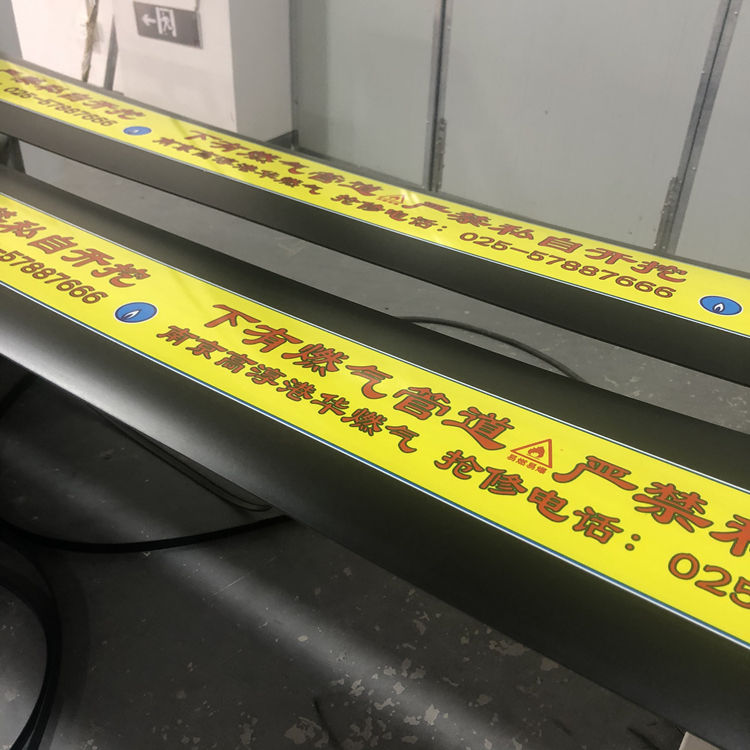 严禁私自开挖
025-57887666
下有燃气管道 严禁私自开挖
南京高淳港华燃气 抢修电话：025-57887666
禁私自开挖
-57887666
下有燃气管道 易燃易爆 严禁私
南京高淳港华燃气 抢修电话：025